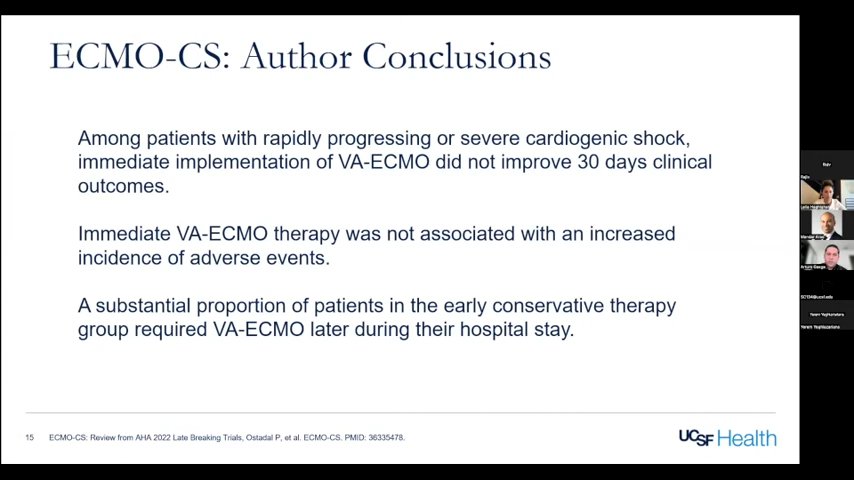 ECMO-CS: Author Conclusions
Among patients with rapidly progressing or severe cardiogenic shock,
immediate implementation of VA-ECMO did not improve 30 days clinical
outcomes.
Immediate VA-ECMO therapy was not associated with an increased
incidence of adverse events.
A substantial proportion of patients in the early conservative therapy
group required VA-ECMO later during their hospital stay.
15 ECMO-CS: Review from AHA 2022 Late Breaking Trials, Ostadal P, et al. ECMO-CS. PMID: 36335478.
UCSF Health